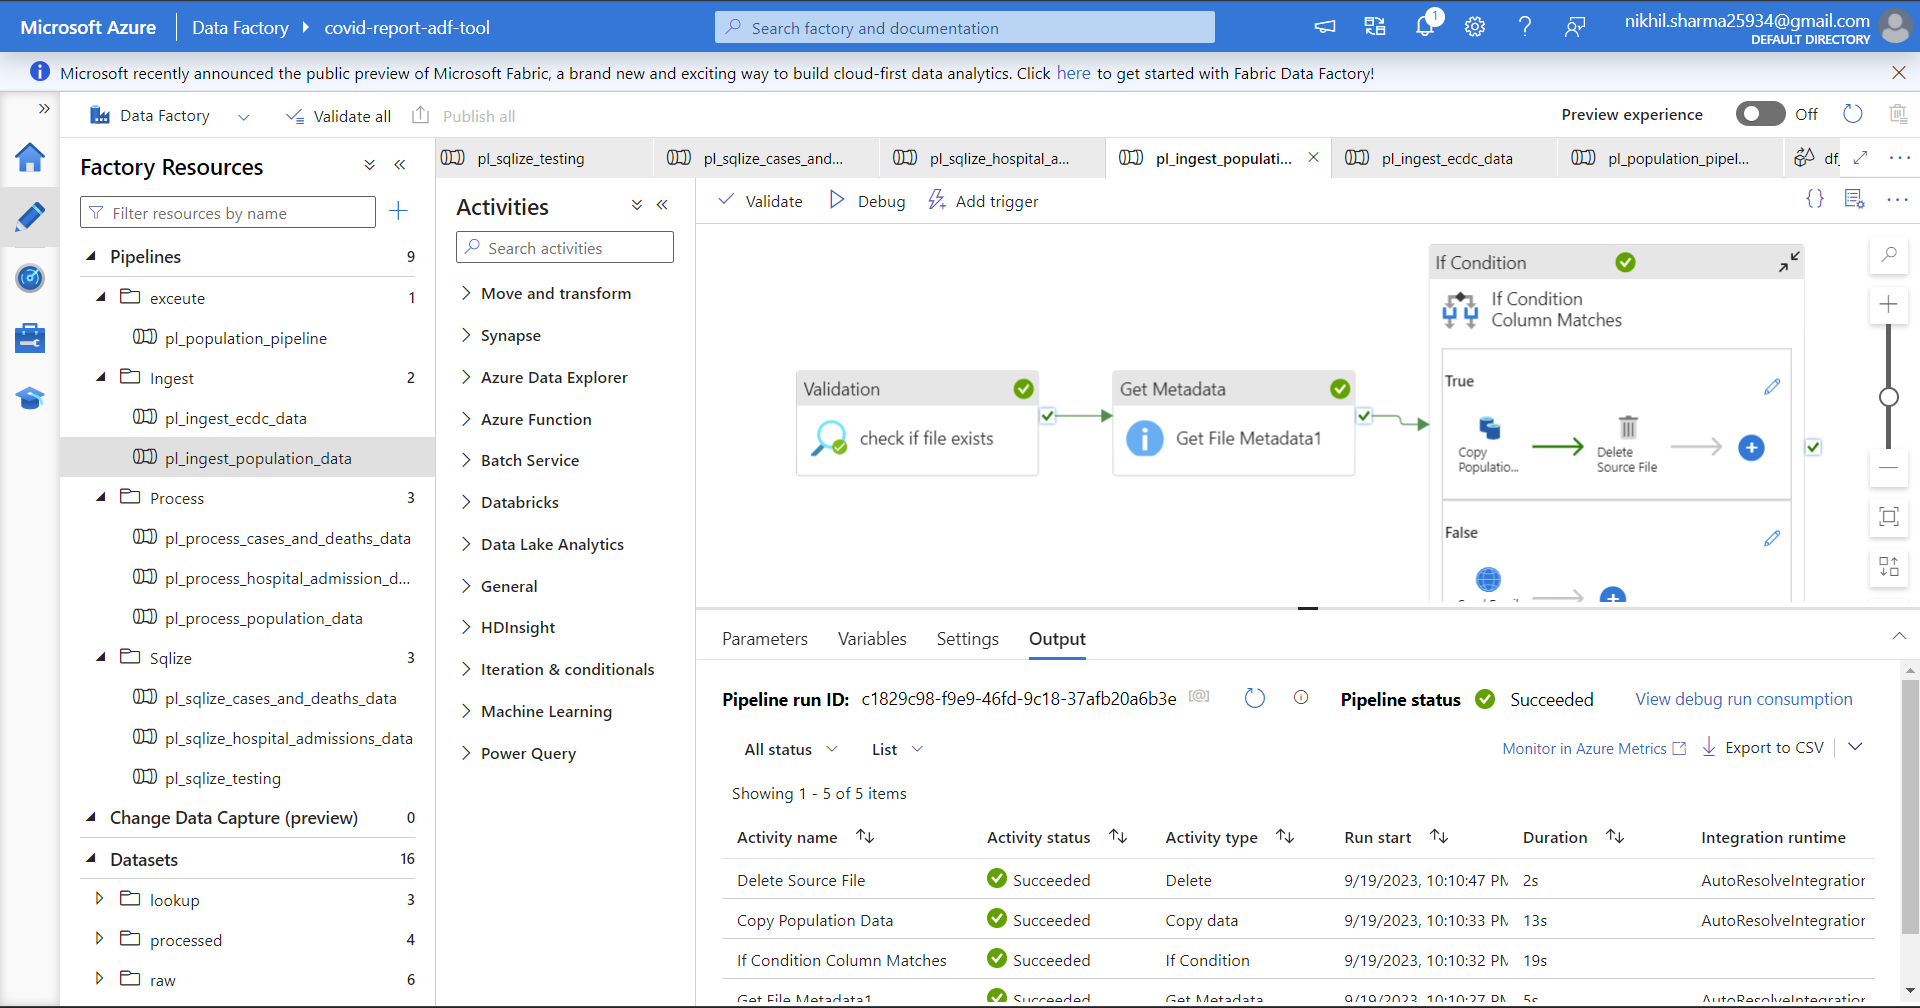 Microsoft Azure
Data Factory
covid-report-adf-tool
Search factory and documentation
1
nikhil.sharma25934@gmail.com
DEFAULT DIRECTORY
Microsoft recently announced the public preview of Microsoft Fabric, a brand new and exciting way to build cloud-first data analytics. Click here to get started with Fabric Data Factory!
Data Factory
Validate all
Publish all
Preview experience
Off
Factory Resources
Filter resources by name
Pipelines 9
exceute 1
pl_population_pipeline
Ingest 2
pl_ingest_ecdc_data
pl_ingest_population_data
Process 3
pl_process_cases_and_deaths_data
pl_process_hospital_admission_d...
pl_process_population_data
Sqlize 3
pl_sqlize_cases_and_deaths_data
pl_sqlize_hospital_admissions_data
pl_sqlize_testing
Change Data Capture (preview) 0
Datasets 16
lookup 3
processed 4
raw 6
pl_sqlize_testing
pl_sqlize_cases_and...
pl_sqlize_hospital_a...
pl_ingest_populati...
pl_ingest_ecdc_data
pl_population_pipel...
df_
Activities
Search activities
Move and transform
Synapse
Azure Data Explorer
Azure Function
Batch Service
Databricks
Data Lake Analytics
General
HDInsight
Iteration & conditionals
Machine Learning
Power Query
Validate
Debug
Add trigger
Validation
check if file exists
Get Metadata
Get File Metadata1
If Condition
If Condition
Column Matches
True
Copy
Populatio...
Delete
Source File
False
Parameters
Variables
Settings
Output
Pipeline run ID: c1829c98-f9e9-46fd-9c18-37afb20a6b3e
Pipeline status Succeeded
View debug run consumption
All status
List
Monitor in Azure Metrics
Export to CSV
Showing 1 - 5 of 5 items
Activity name Activity status Activity type Run start Duration Integration runtime
Delete Source File Succeeded Delete 9/19/2023, 10:10:47 PM 2s AutoResolveIntegration
Copy Population Data Succeeded Copy data 9/19/2023, 10:10:33 PM 13s AutoResolveIntegration
If Condition Column Matches Succeeded If Condition 9/19/2023, 10:10:32 PM 19s
Get File Metadata1 Succeeded Get Metadata 9/19/2023, 10:10:27 PM 5s AutoResolveIntegration